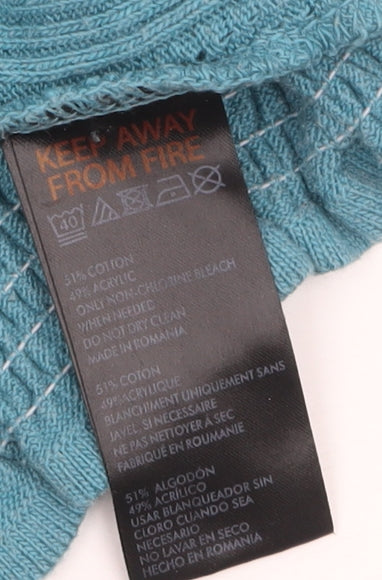 KEEP AWAY
FROM FIRE
40
51% COTTON
49% ACRYLIC
ONLY NON-CHLORINE BLEACH
WHEN NEEDED
DO NOT DRY CLEAN
MADE IN ROMANIA
51% COTON
49% ACRYLIQUE
BLANCHIMENT UNIQUEMENT SANS
JAVEL SI NECESSAIRE
NE PAS NETTOYER À SEC
FABRIQUÉ EN ROUMANIE
51% ALGODÓN
49% ACRÍLICO
USAR BLANQUEADOR SIN
CLORO CUANDO SEA
NECESARIO
NO LAVAR EN SECO
HECHO EN ROMANIA